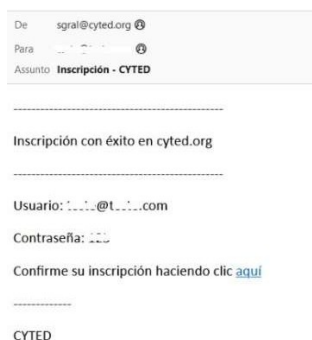 De sgral@cyted.org
Para
Asunto Inscripción - CYTED
----------------------------------------------
Inscripción con éxito en cyted.org
----------------------------------------------
Usuario:
Contraseña:
Confirme su inscripción haciendo clic aquí
-------------
CYTED